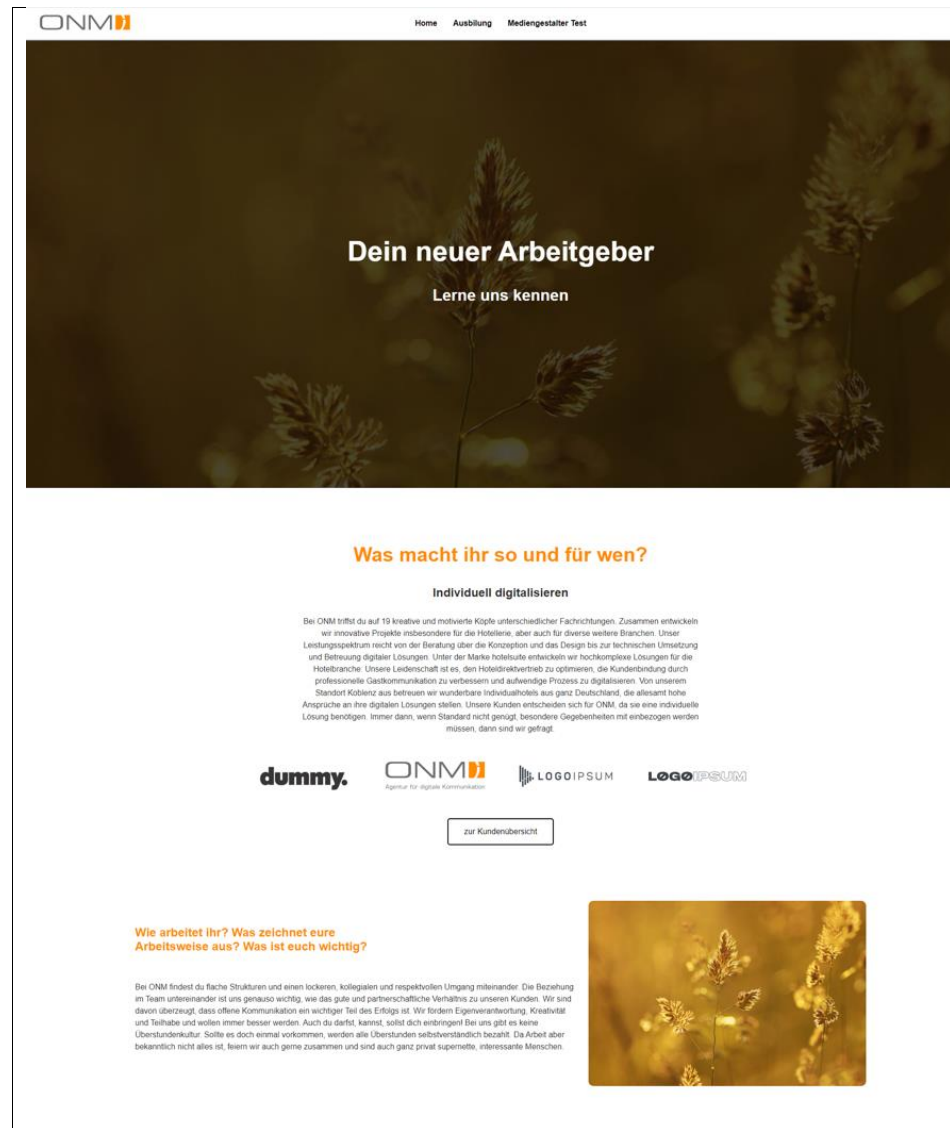 ONM
Home Ausbilung Mediengestalter Test
Dein neuer Arbeitgeber
Lerne uns kennen
Was macht ihr so und für wen?
Individuell digitalisieren
Bei ONM triffst du auf 19 kreative und motivierte Köpfe unterschiedlicher Fachrichtungen. Zusammen entwickeln
wir innovative Projekte insbesondere für die Hotellerie, aber auch für diverse weitere Branchen. Unser
Leistungsspektrum reicht von der Beratung über die Konzeption und das Design bis zur technischen Umsetzung
und Betreuung digitaler Lösungen. Unter der Marke hotelsuite entwickeln wir hochkomplexe Lösungen für die
Hotelbranche. Unsere Leidenschaft ist es, den Hoteldirektvertrieb zu optimieren, die Kundenbindung durch
professionelle Gastkommunikation zu verbessern und aufwendige Prozess zu digitalisieren. Von unserem
Standort Koblenz aus betreuen wir wunderbare Individualhotels aus ganz Deutschland, die allesamt hohe
Ansprüche an ihre digitalen Lösungen stellen. Unsere Kunden entscheiden sich für ONM, da sie eine individuelle
Lösung benötigen. Immer dann, wenn Standard nicht genügt, besondere Gegebenheiten mit einbezogen werden
müssen, dann sind wir gefragt.
dummy. ONM LOGOIPSUM LØGØIPSUM
Agentur für digitale Kommunikation
zur Kundenübersicht
Wie arbeitet ihr? Was zeichnet eure
Arbeitsweise aus? Was ist euch wichtig?
Bei ONM findest du flache Strukturen und einen lockeren, kollegialen und respektvollen Umgang miteinander. Die Beziehung
im Team untereinander ist uns genauso wichtig, wie das gute und partnerschaftliche Verhältnis zu unseren Kunden. Wir sind
davon überzeugt, dass offene Kommunikation ein wichtiger Teil des Erfolgs ist. Wir fördern Eigenverantwortung, Kreativität
und Teilhabe und wollen immer besser werden. Auch du darfst, kannst, sollst dich einbringen! Bei uns gibt es keine
Überstundenkultur. Sollte es doch einmal vorkommen, werden alle Überstunden selbstverständlich bezahlt. Da Arbeit aber
bekanntlich nicht alles ist, feiern wir auch gerne zusammen und sind auch ganz privat supernette, interessante Menschen.